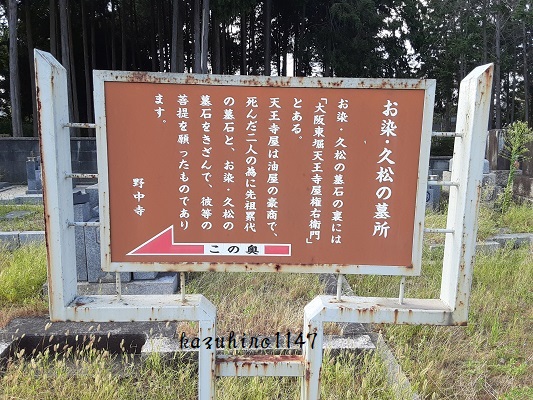 お染・久松の墓所
お染・久松の墓石の裏には
「大阪東堀天王寺屋権右衛門」
とある。
天王寺屋は油屋の豪商で、
死んだ二人の為に先祖累代
の墓石と、お染・久松の
墓石をきざんで、彼等の
菩提を願ったものであり
ます。
野中寺
この奥
kazuhiro1147